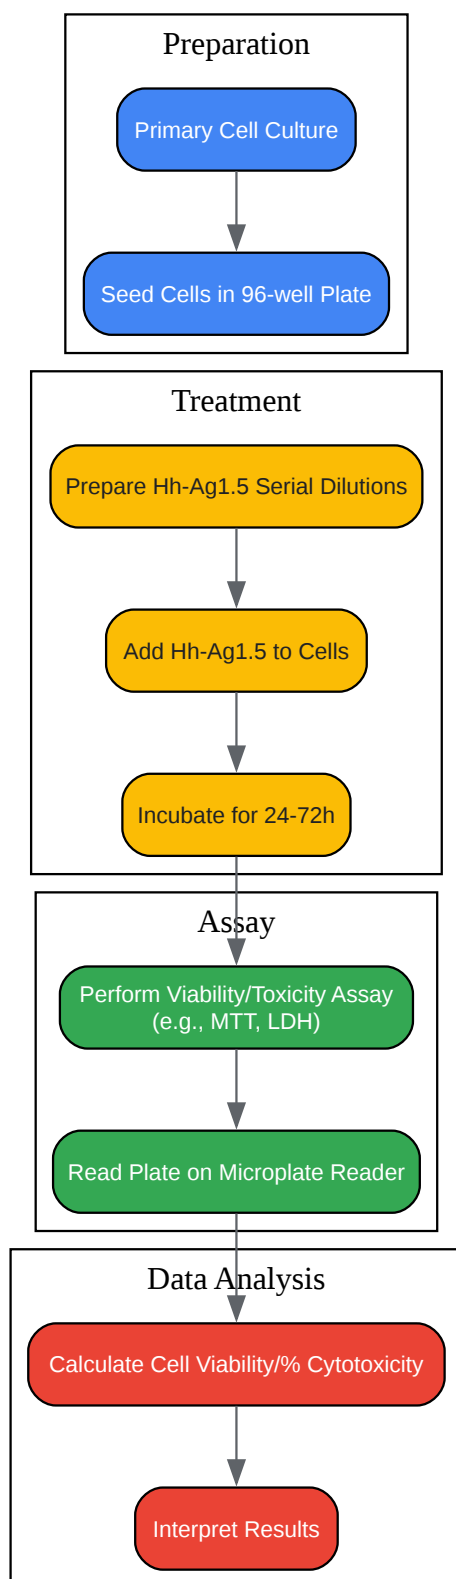 Preparation
Primary Cell Culture
Seed Cells in 96-well Plate
Treatment
Prepare Hh-Ag1.5 Serial Dilutions
Add Hh-Ag1.5 to Cells
Incubate for 24-72h
Assay
Perform Viability/Toxicity Assay
(e.g., MTT, LDH)
Read Plate on Microplate Reader
Data Analysis
Calculate Cell Viability/% Cytotoxicity
Interpret Results